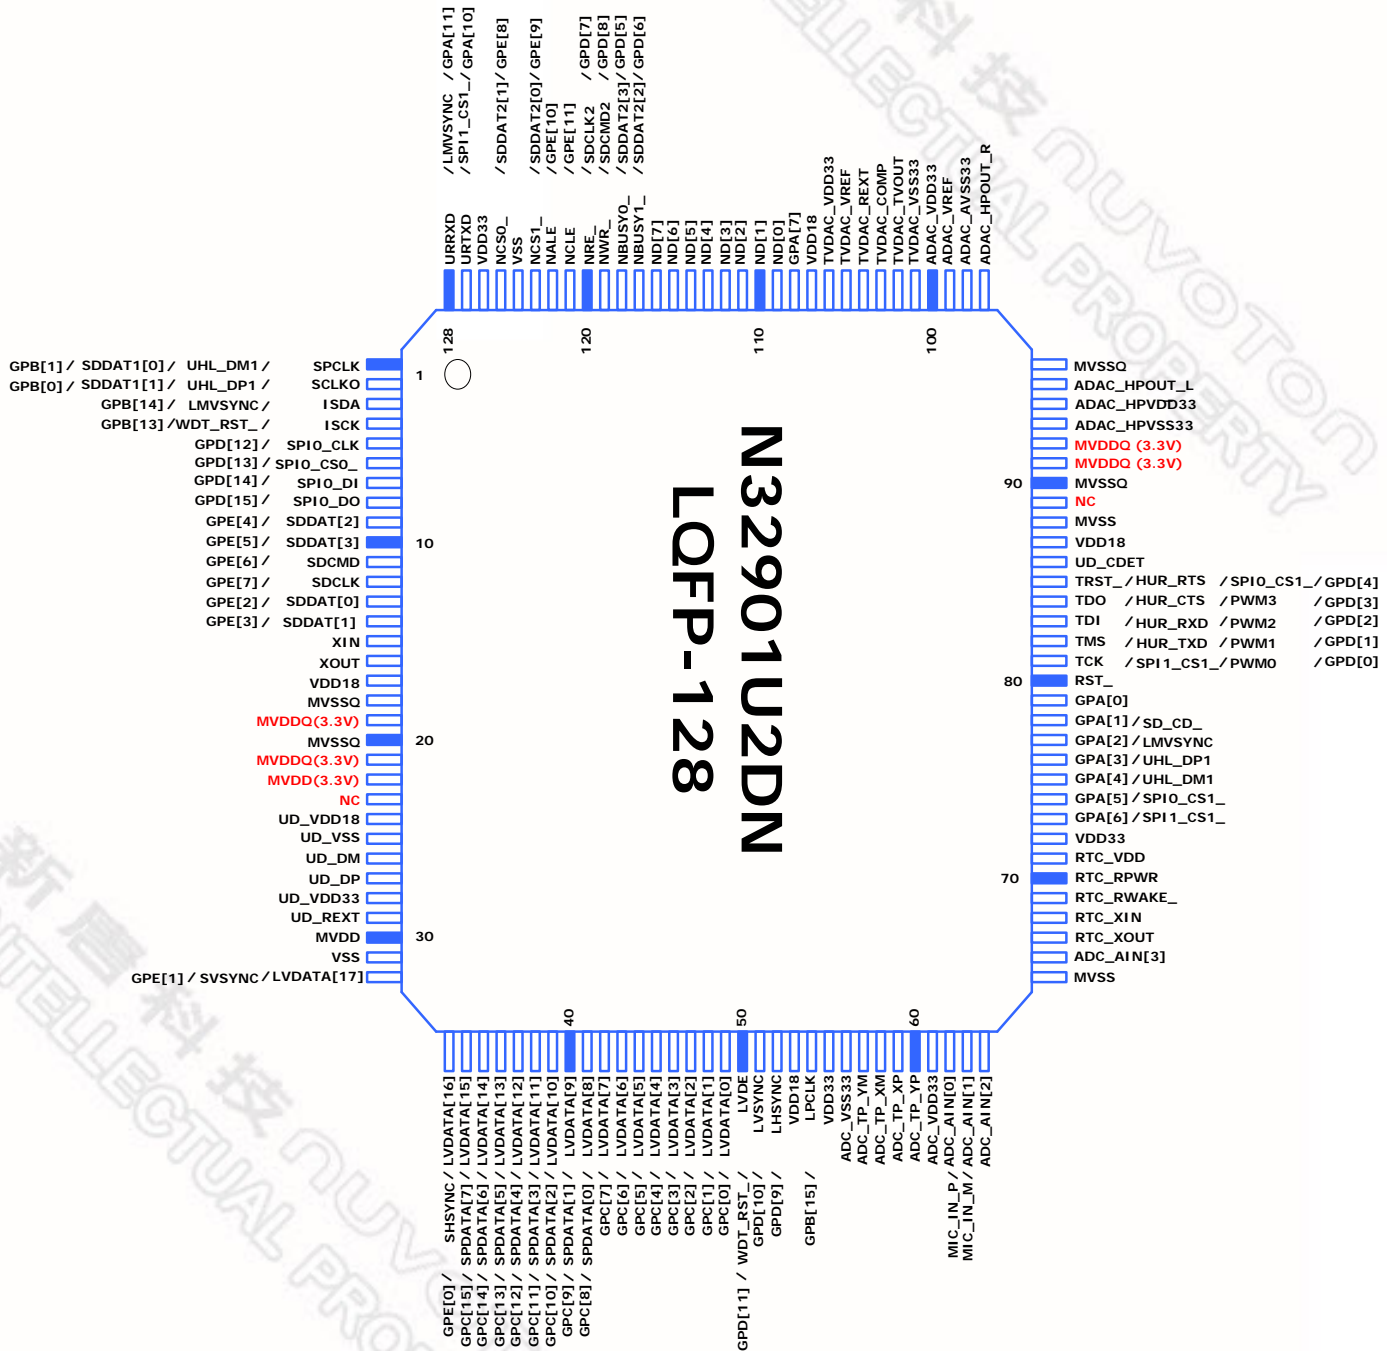 /LMVSYNC /GPA[11]
/SPI1_CS1_/GPA[10]
/SDDAT2[1]/GPE[8]
/SDDAT2[0]/GPE[9]
/GPE[10]
/GPE[11]
/SDCLK2 /GPD[7]
/SDCMD2 /GPD[8]
/SDDAT2[3]/GPD[5]
/SDDAT2[2]/GPD[6]
URRXD
URTXD
VDD33
NCS0_
VSS
NCS1_
NALE
NCLE
NRE_
NWR_
NBUSY0_
NBUSY1_
ND[7]
ND[6]
ND[5]
ND[4]
ND[3]
ND[2]
ND[1]
ND[0]
GPA[7]
VDD18
TVDAC_VDD33
TVDAC_VREF
TVDAC_REXT
TVDAC_COMP
TVDAC_TVOUT
TVDAC_VSS33
ADAC_VDD33
ADAC_VREF
ADAC_AVSS33
ADAC_HPOUT_R
128
120
110
100
GPB[1] / SDDAT1[0] / UHL_DM1 / SPCLK
1
GPB[0] / SDDAT1[1] / UHL_DP1 / SCLKO
GPB[14] / LMVSYNC / ISDA
GPB[13] /WDT_RST_ / ISCK
GPD[12] / SPI0_CLK
GPD[13] / SPI0_CS0_
GPD[14] / SPI0_DI
GPD[15] / SPI0_DO
GPE[4] / SDDAT[2]
GPE[5] / SDDAT[3]
10
GPE[6] / SDCMD
GPE[7] / SDCLK
GPE[2] / SDDAT[0]
GPE[3] / SDDAT[1]
XIN
XOUT
VDD18
MVSSQ
MVDDQ(3.3V)
MVSSQ
20
MVDDQ(3.3V)
MVDD(3.3V)
NC
UD_VDD18
UD_VSS
UD_DM
UD_DP
UD_VDD33
UD_REXT
MVDD
30
VSS
GPE[1] / SVSYNC / LVDATA[17]
N32901U2DN
LQFP-128
MVSSQ
ADAC_HPOUT_L
ADAC_HPVDD33
ADAC_HPVSS33
MVDDQ (3.3V)
MVDDQ (3.3V)
90
MVSSQ
NC
MVSS
VDD18
UD_CDET
TRST_ /HUR_RTS /SPI0_CS1_/GPD[4]
TDO /HUR_CTS /PWM3 /GPD[3]
TDI /HUR_RXD /PWM2 /GPD[2]
TMS /HUR_TXD /PWM1 /GPD[1]
TCK /SPI1_CS1_/PWM0 /GPD[0]
80
RST_
GPA[0]
GPA[1] /SD_CD_
GPA[2] /LMVSYNC
GPA[3] /UHL_DP1
GPA[4] /UHL_DM1
GPA[5] /SPI0_CS1_
GPA[6] /SPI1_CS1_
VDD33
RTC_VDD
70
RTC_RPWR
RTC_RWAKE_
RTC_XIN
RTC_XOUT
ADC_AIN[3]
MVSS
40
50
60
GPE[0] / SHSYNC / LVDATA[16]
GPC[15] / SPDATA[7] / LVDATA[15]
GPC[14] / SPDATA[6] / LVDATA[14]
GPC[13] / SPDATA[5] / LVDATA[13]
GPC[12] / SPDATA[4] / LVDATA[12]
GPC[11] / SPDATA[3] / LVDATA[11]
GPC[10] / SPDATA[2] / LVDATA[10]
GPC[9] / SPDATA[1] / LVDATA[9]
GPC[8] / SPDATA[0] / LVDATA[8]
GPC[7] / LVDATA[7]
GPC[6] / LVDATA[6]
GPC[5] / LVDATA[5]
GPC[4] / LVDATA[4]
GPC[3] / LVDATA[3]
GPC[2] / LVDATA[2]
GPC[1] / LVDATA[1]
GPC[0] / LVDATA[0]
GPD[11] / WDT_RST_ / LVDE
GPD[10] / LVSYNC
GPD[9] / LHSYNC
VDD18
GPB[15] / LPCLK
VDD33
ADC_VSS33
ADC_TP_YM
ADC_TP_XM
ADC_TP_XP
ADC_TP_YP
ADC_VDD33
MIC_IN_P / ADC_AIN[0]
MIC_IN_M / ADC_AIN[1]
ADC_AIN[2]
科技 nuvoTon
INTELLECTUAL PROPERTY
新唐科技 nuvoTon
INTELLECTUAL PROPERTY